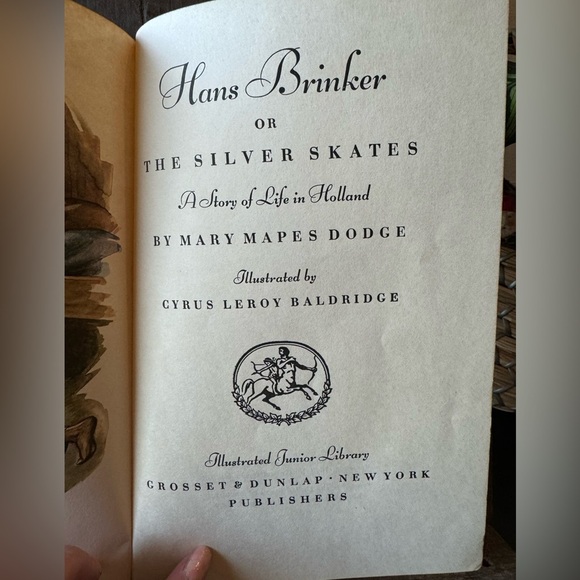 Hans Brinker
OR
THE SILVER SKATES
A Story of Life in Holland
BY MARY MAPES DODGE
Illustrated by
CYRUS LEROY BALDRIDGE
Illustrated Junior Library
GROSSET & DUNLAP · NEW YORK
PUBLISHERS